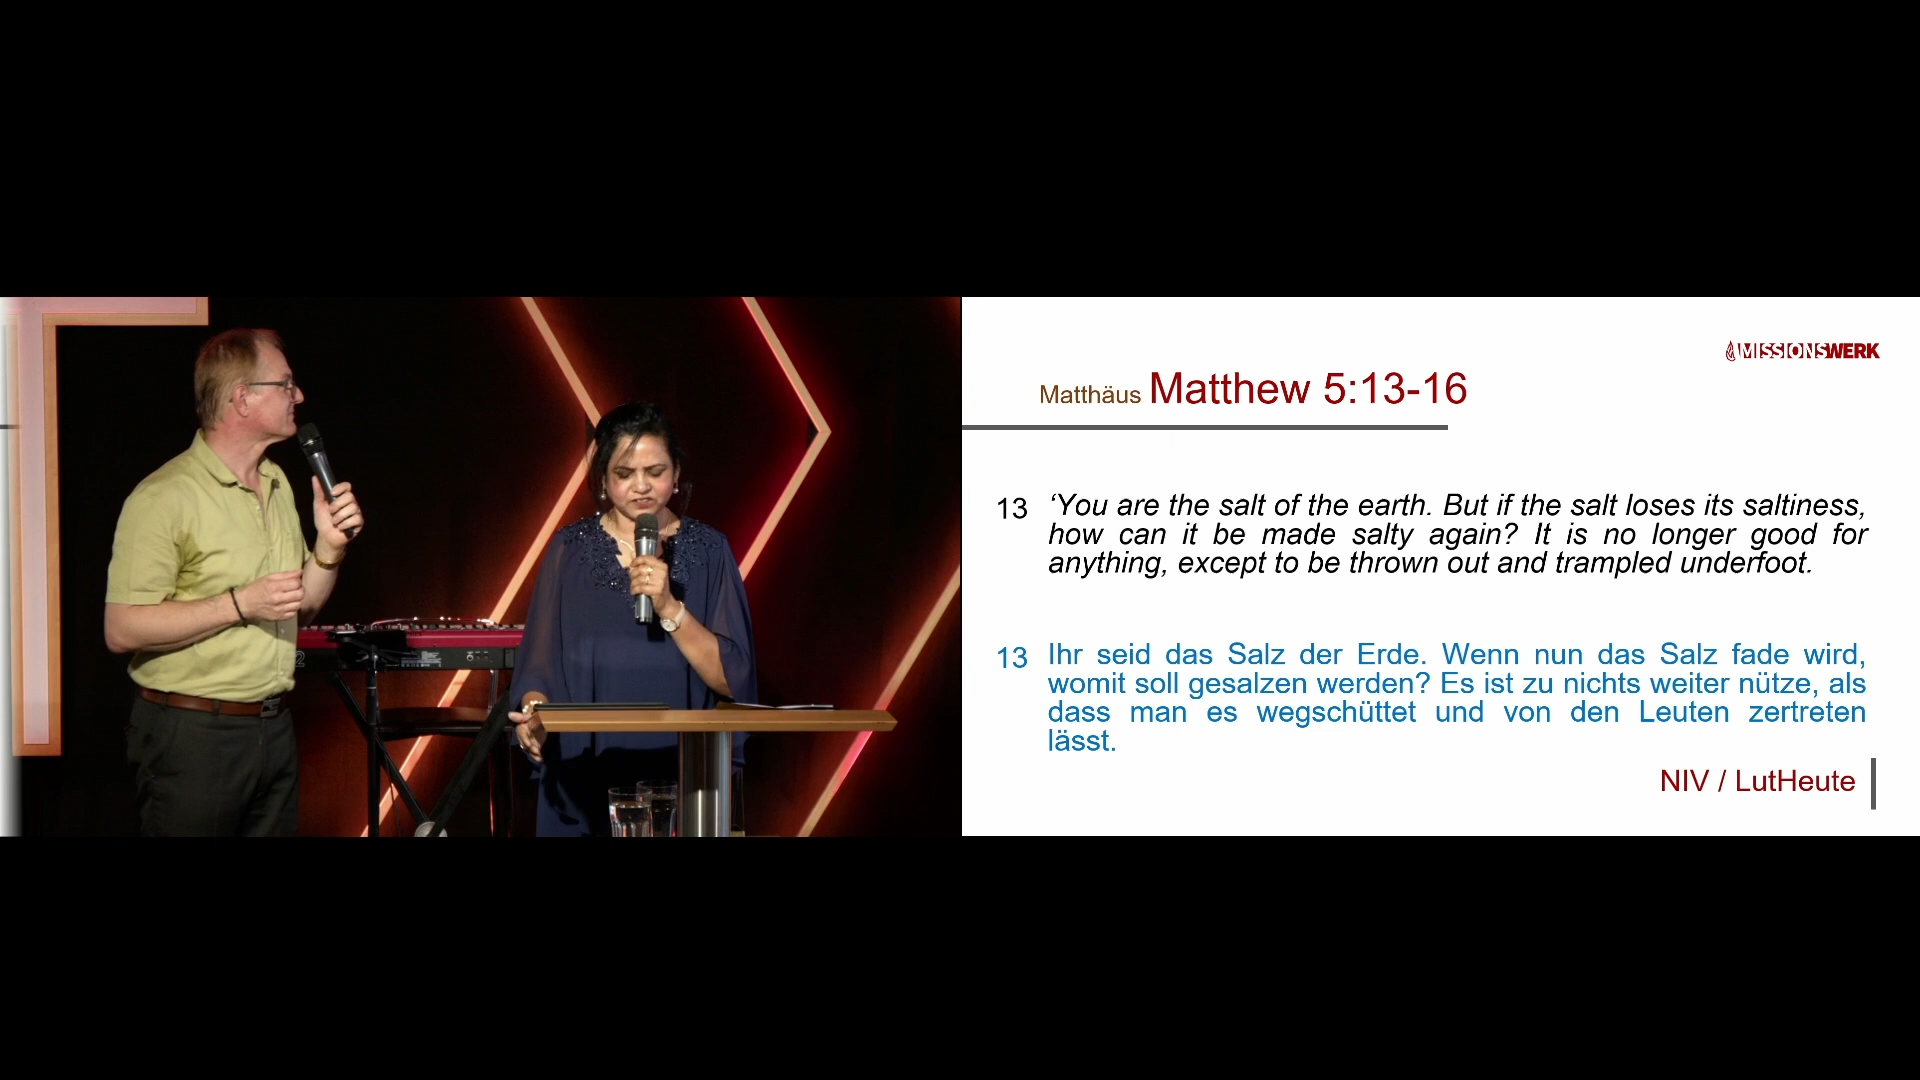 MISSIONSWERK
Matthäus Matthew 5:13-16
13 ‘You are the salt of the earth. But if the salt loses its saltiness,
how can it be made salty again? It is no longer good for
anything, except to be thrown out and trampled underfoot.
13 Ihr seid das Salz der Erde. Wenn nun das Salz fade wird,
womit soll gesalzen werden? Es ist zu nichts weiter nütze, als
dass man es wegschüttet und von den Leuten zertreten
lässt.
NIV / LutHeute